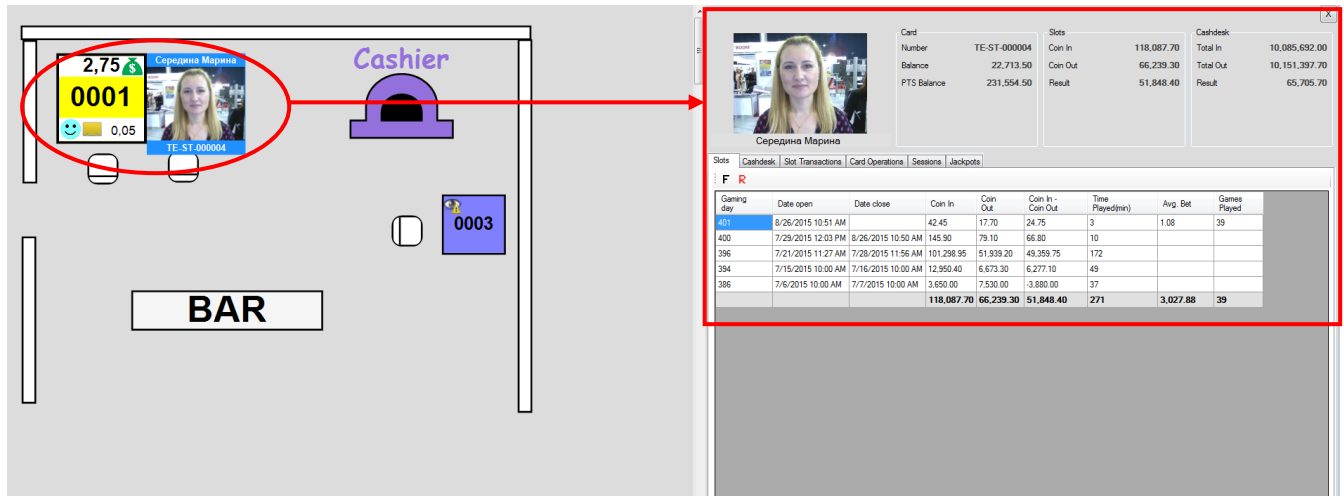 2,75
Середина Марина
0001
0,05
TE-ST-000004
Cashier
0003
BAR
X
Середина Марина
Card
Number TE-ST-000004
Balance 22,713.50
PTS Balance 231,554.50
Slots
Coin In 118,087.70
Coin Out 66,239.30
Result 51,848.40
Cashdesk
Total In 10,085,692.00
Total Out 10,151,397.70
Result 65,705.70
Slots Cashdesk Slot Transactions Card Operations Sessions Jackpots
F R
Gaming day Date open Date close Coin In Coin Out Coin In - Coin Out Time Played(min) Avg. Bet Games Played
401 8/26/2015 10:51 AM 42.45 17.70 24.75 3 1.08 39
400 7/29/2015 12:03 PM 8/26/2015 10:50 AM 145.90 79.10 66.80 10
396 7/21/2015 11:27 AM 7/28/2015 11:56 AM 101,298.95 51,939.20 49,359.75 172
394 7/15/2015 10:00 AM 7/16/2015 10:00 AM 12,950.40 6,673.30 6,277.10 49
386 7/6/2015 10:00 AM 7/7/2015 10:00 AM 3,650.00 7,530.00 -3,880.00 37
118,087.70 66,239.30 51,848.40 271 3,027.88 39